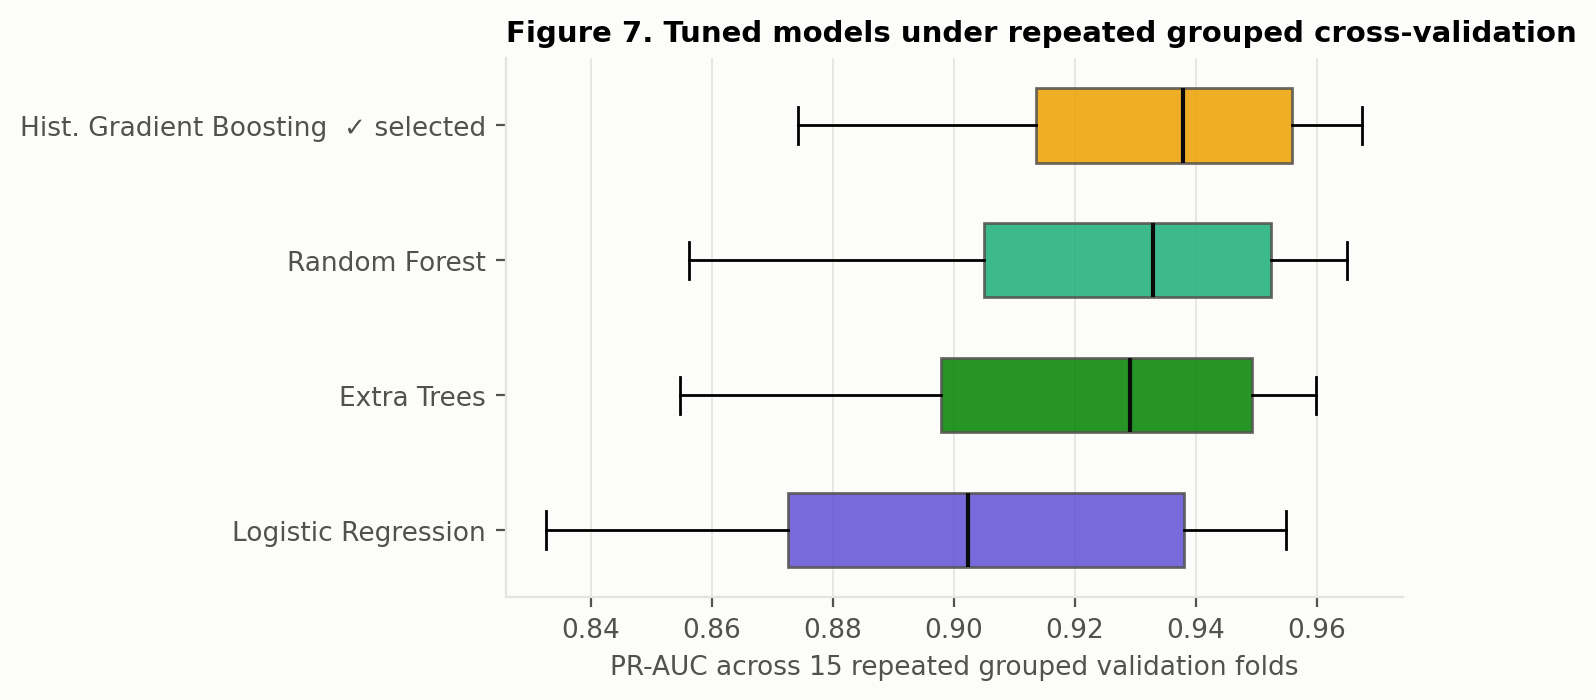 Figure 7. Tuned models under repeated grouped cross-validation
Hist. Gradient Boosting ✓ selected
Random Forest
Extra Trees
Logistic Regression
0.84 0.86 0.88 0.90 0.92 0.94 0.96
PR-AUC across 15 repeated grouped validation folds